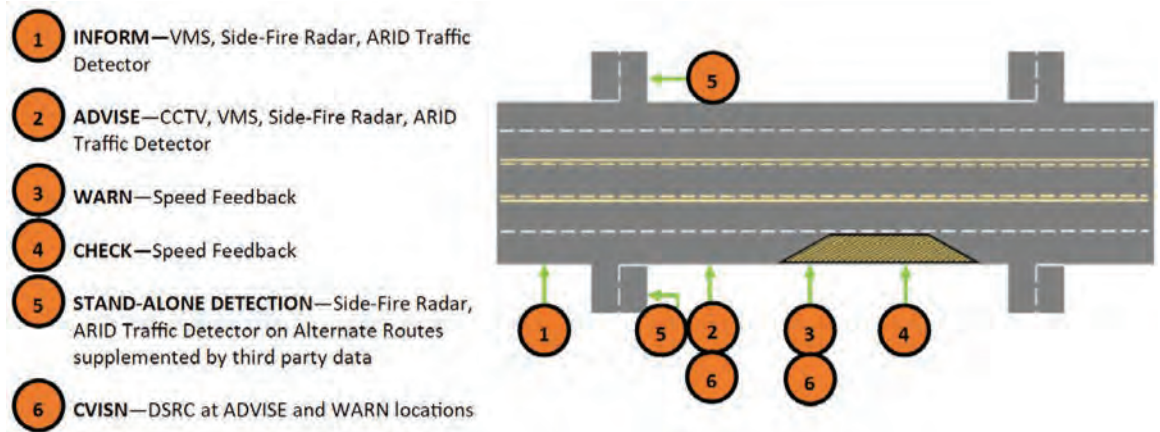 1 INFORM—VMS, Side-Fire Radar, ARID Traffic
Detector
2 ADVISE—CCTV, VMS, Side-Fire Radar, ARID
Traffic Detector
3 WARN—Speed Feedback
4 CHECK—Speed Feedback
5 STAND-ALONE DETECTION—Side-Fire Radar,
ARID Traffic Detector on Alternate Routes
supplemented by third party data
6 CVISN—DSRC at ADVISE and WARN locations
5
1 5 2 3 4
6 6